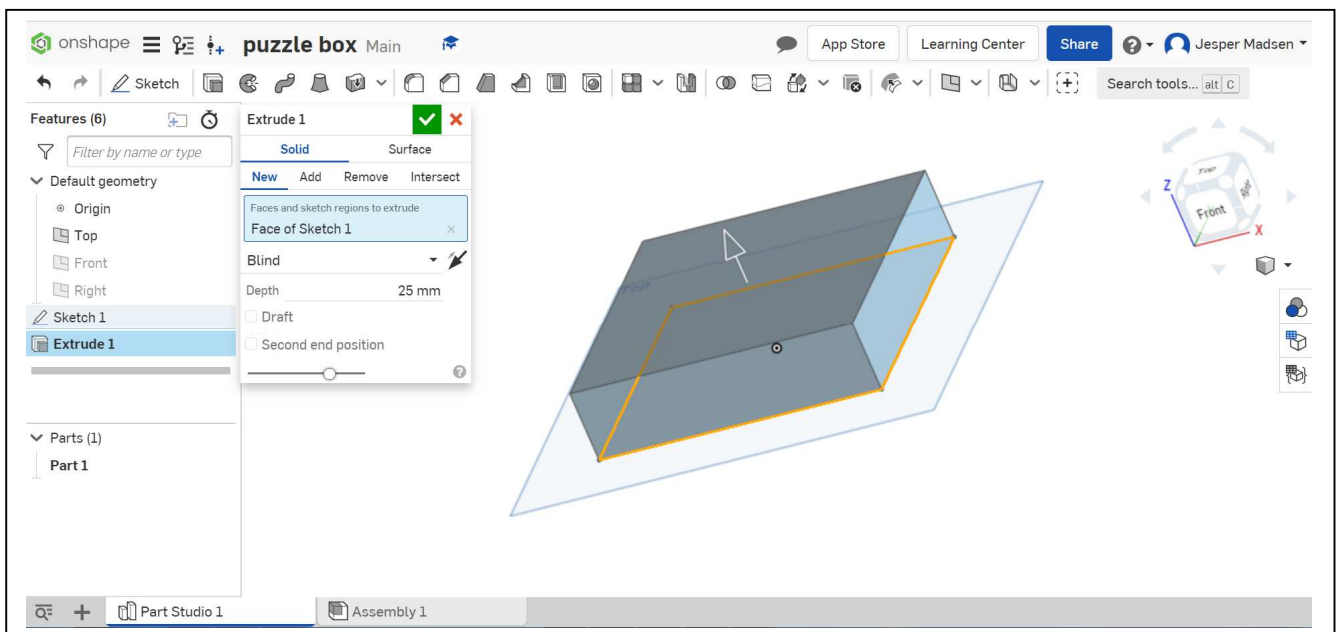 onshape puzzle box Main App Store Learning Center Share Jesper Madsen
Sketch Search tools... alt C
Features (6)
Filter by name or type
Default geometry
Origin
Top
Front
Right
Sketch 1
Extrude 1
Parts (1)
Part 1
Extrude 1
Solid Surface
New Add Remove Intersect
Faces and sketch regions to extrude
Face of Sketch 1
Blind
Depth 25 mm
Draft
Second end position
Top
Top
Z
Front
X
Part Studio 1 Assembly 1